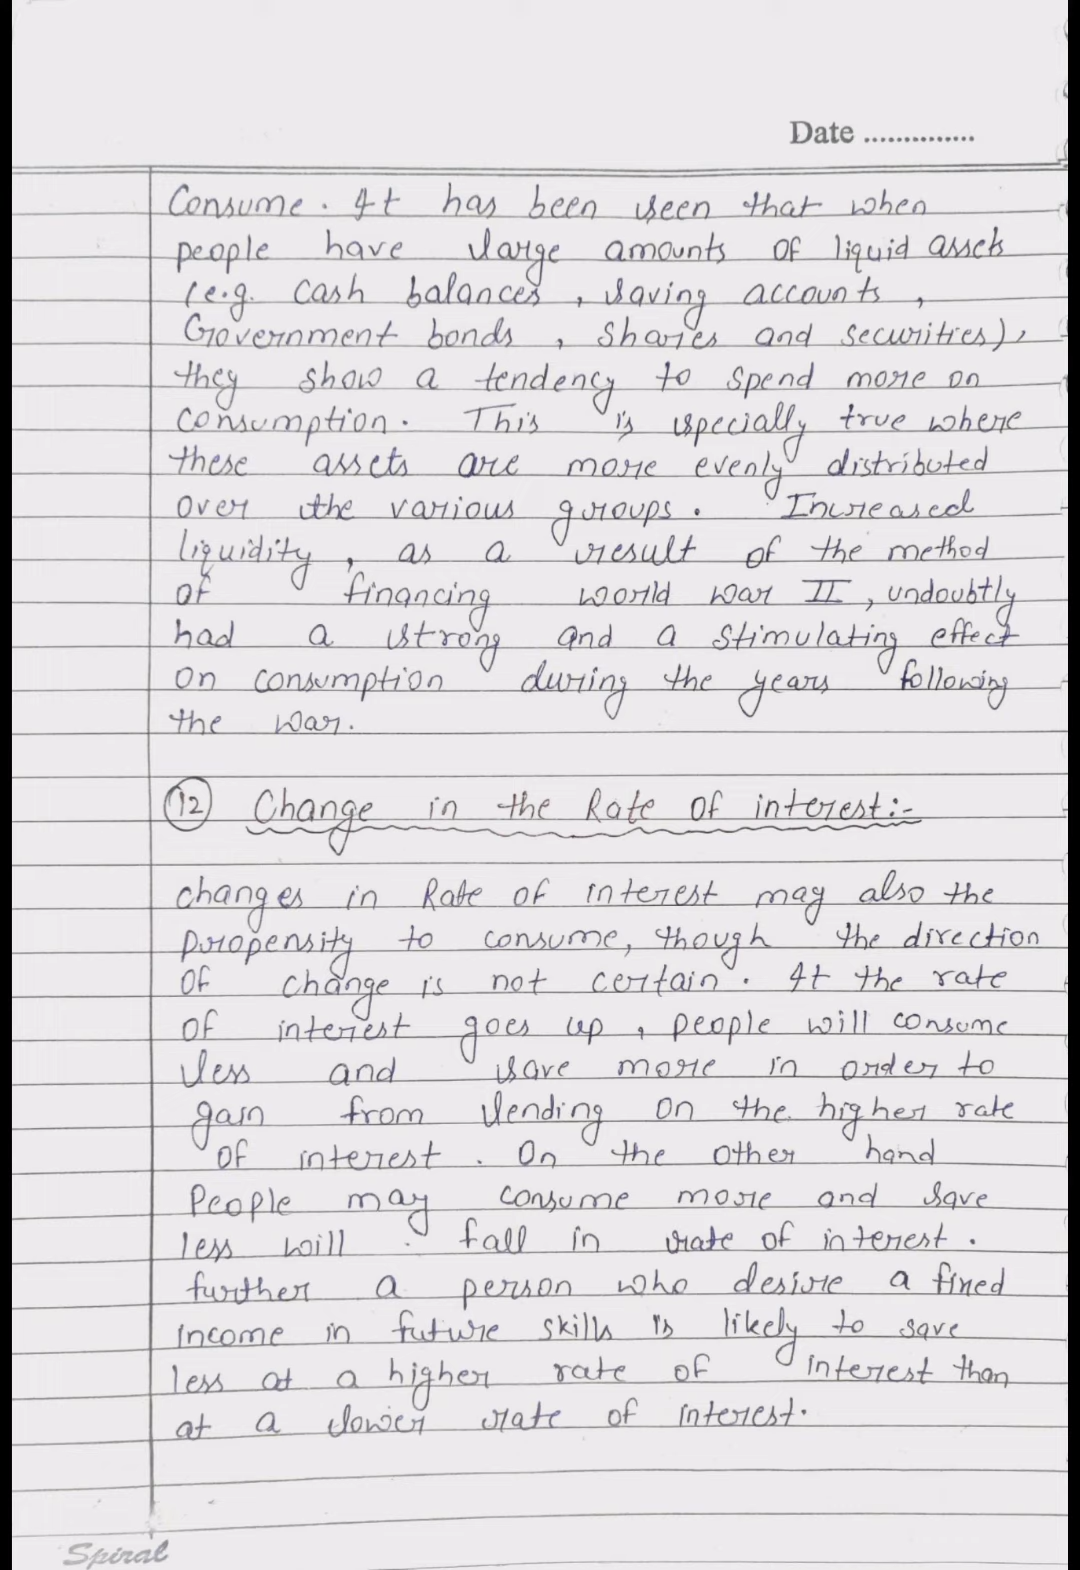 Date ..............
Consume. It has been seen that when
people have large amounts of liquid assets
(e.g. cash balances, saving accounts,
Government bonds, shares and securities),
they show a tendency to spend more on
consumption. This is specially true where
these assets are more evenly distributed
over the various groups. Increased
liquidity, as a result of the method
of financing world war II, undoubtly
had a strong and a stimulating effect
on consumption during the years following
the war.
12 Change in the Rate of interest:-
changes in Rate of interest may also the
propensity to consume, though the direction
of change is not certain. It the rate
of interest goes up, people will consume
less and save more in order to
gain from lending on the higher rate
of interest. On the other hand
People may consume more and save
less will fall in rate of interest.
further a person who desire a fined
income in future skills is likely to save
less at a higher rate of interest than
at a lower rate of interest.
Spiral